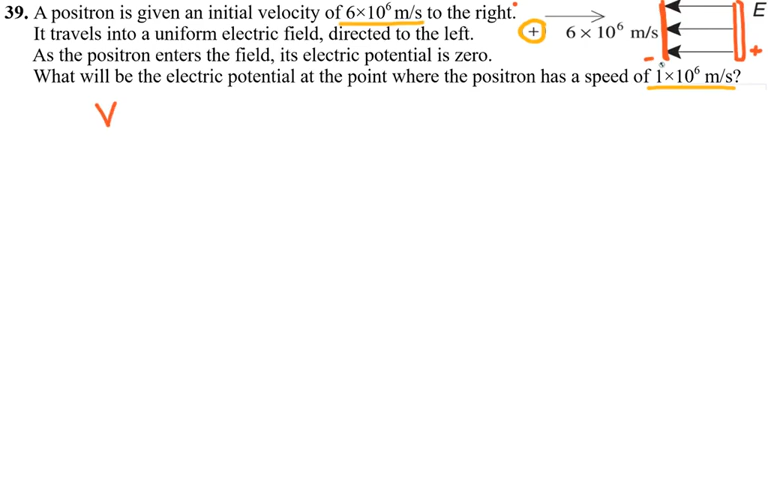 39. A positron is given an initial velocity of 6×10⁶ m/s to the right.
It travels into a uniform electric field, directed to the left.
As the positron enters the field, its electric potential is zero.
What will be the electric potential at the point where the positron has a speed of 1×10⁶ m/s?
+
6 × 10⁶ m/s
E
-
+
V